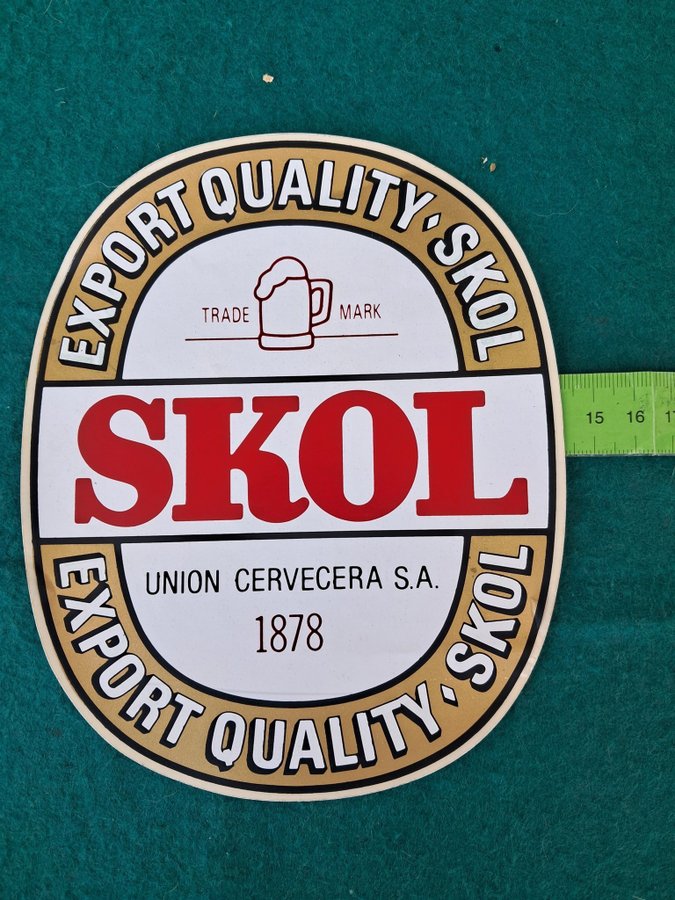 EXPORT QUALITY · SKOL
TRADE MARK
SKOL
UNION CERVECERA S.A.
1878
EXPORT QUALITY · SKOL
15 16